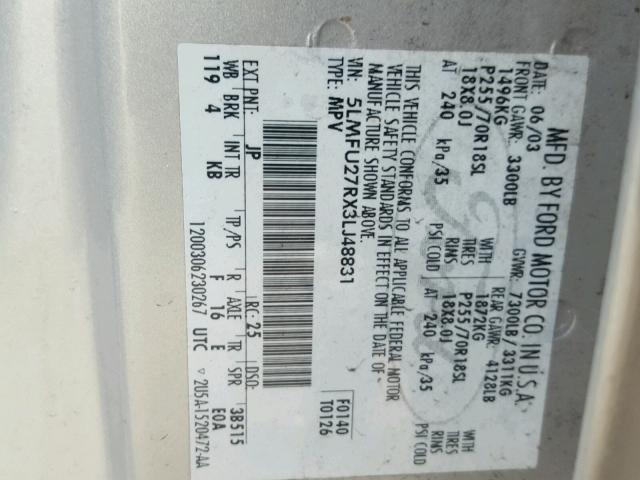 MFD. BY FORD MOTOR CO. IN U.S.A.
DATE: 06/03 GVWR: 7300LB / 3311KG
FRONT GAWR: 3300LB REAR GAWR: 4128LB
1496KG WITH 1872KG WITH
P255/70R18SL TIRES P255/70R18SL TIRES
18X8.0J RIMS 18X8.0J RIMS
AT 240 kPa/35 PSI COLD AT 240 kPa/35 PSI COLD
THIS VEHICLE CONFORMS TO ALL APPLICABLE FEDERAL MOTOR
VEHICLE SAFETY STANDARDS IN EFFECT ON THE DATE OF
MANUFACTURE SHOWN ABOVE.
VIN: 5LMFU27RX3LJ48831 F0140
TYPE: MPV T0126
EXT PNT: JP RC: 25 DSO:
WB BRK INT TR TP/PS R AXLE TR SPR 3B515
119 4 KB F 16 E E0A
1200306230267 UTC ▽ 2U5A-1520472-AA